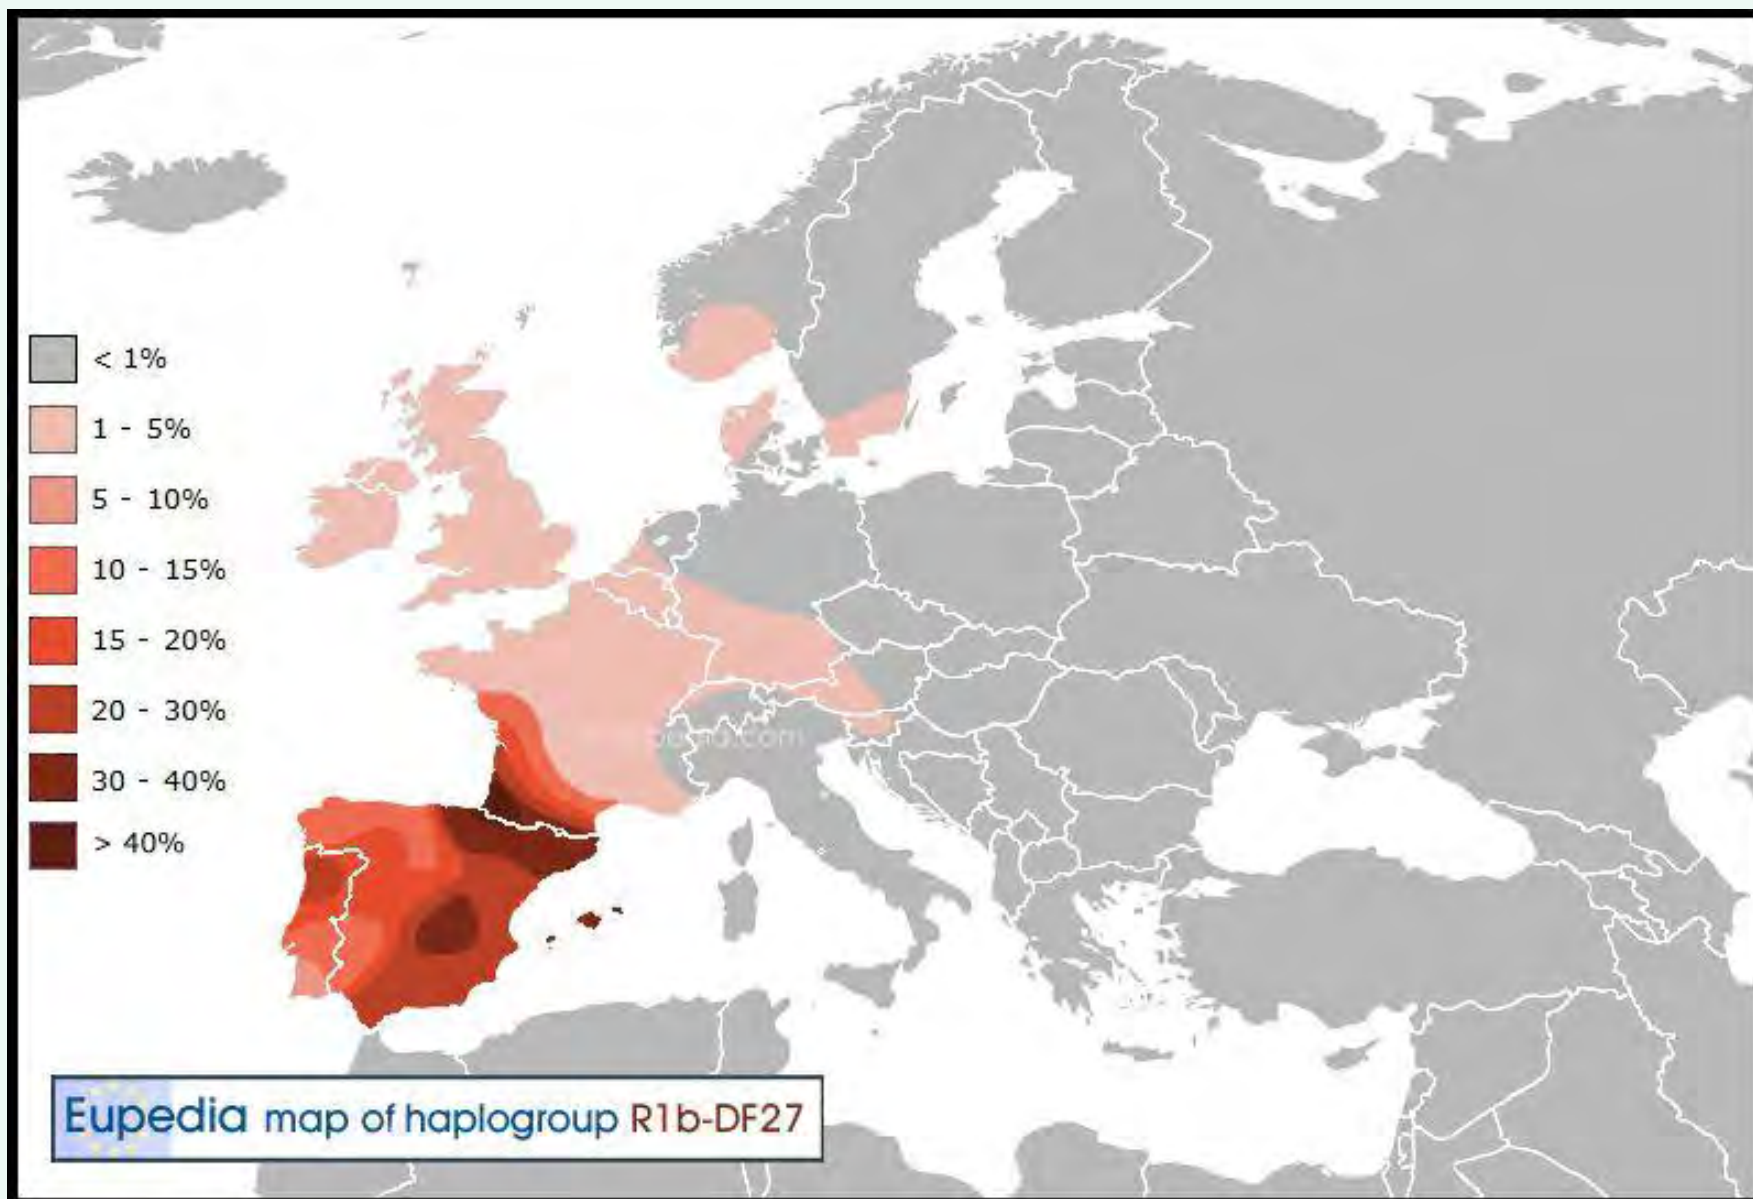 < 1%
1 - 5%
5 - 10%
10 - 15%
15 - 20%
20 - 30%
30 - 40%
> 40%
Eupedia map of haplogroup R1b-DF27